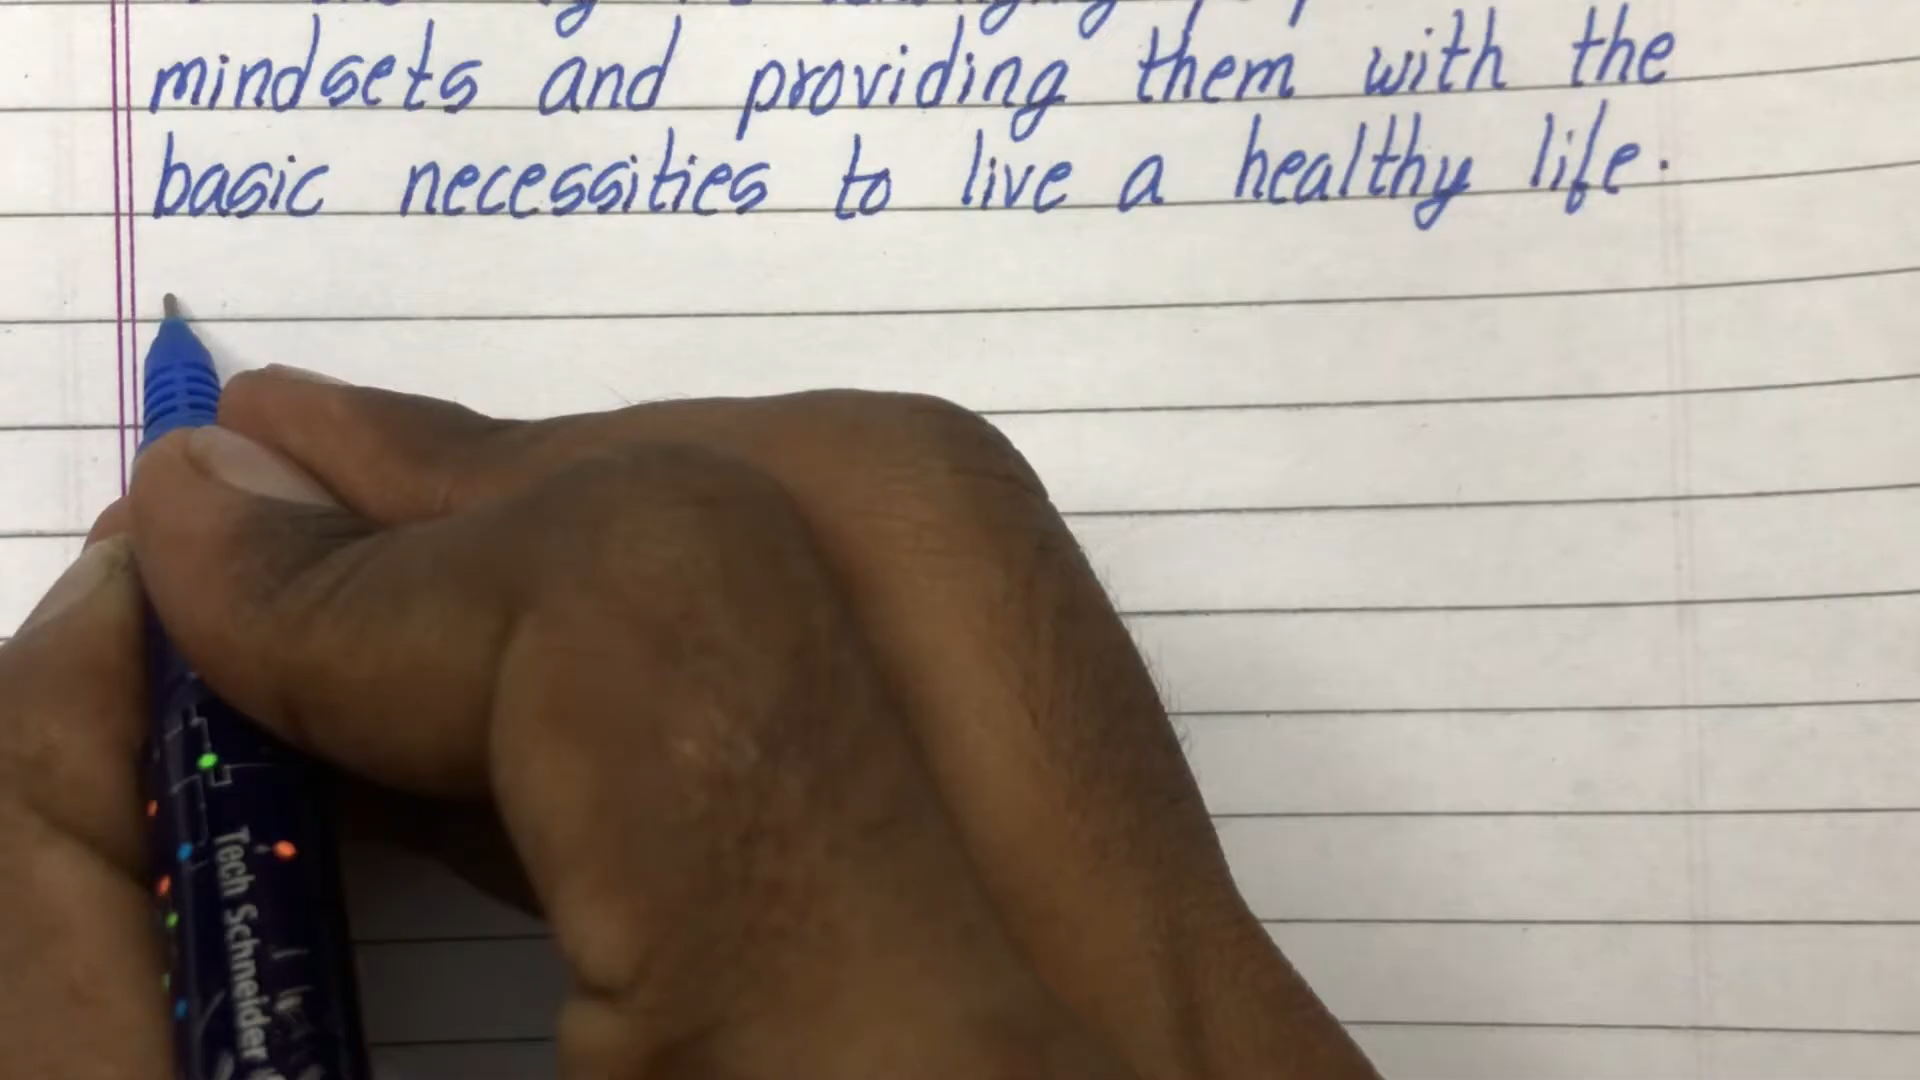 mindsets and providing them with the
basic necessities to live a healthy life.
Tech Schneider